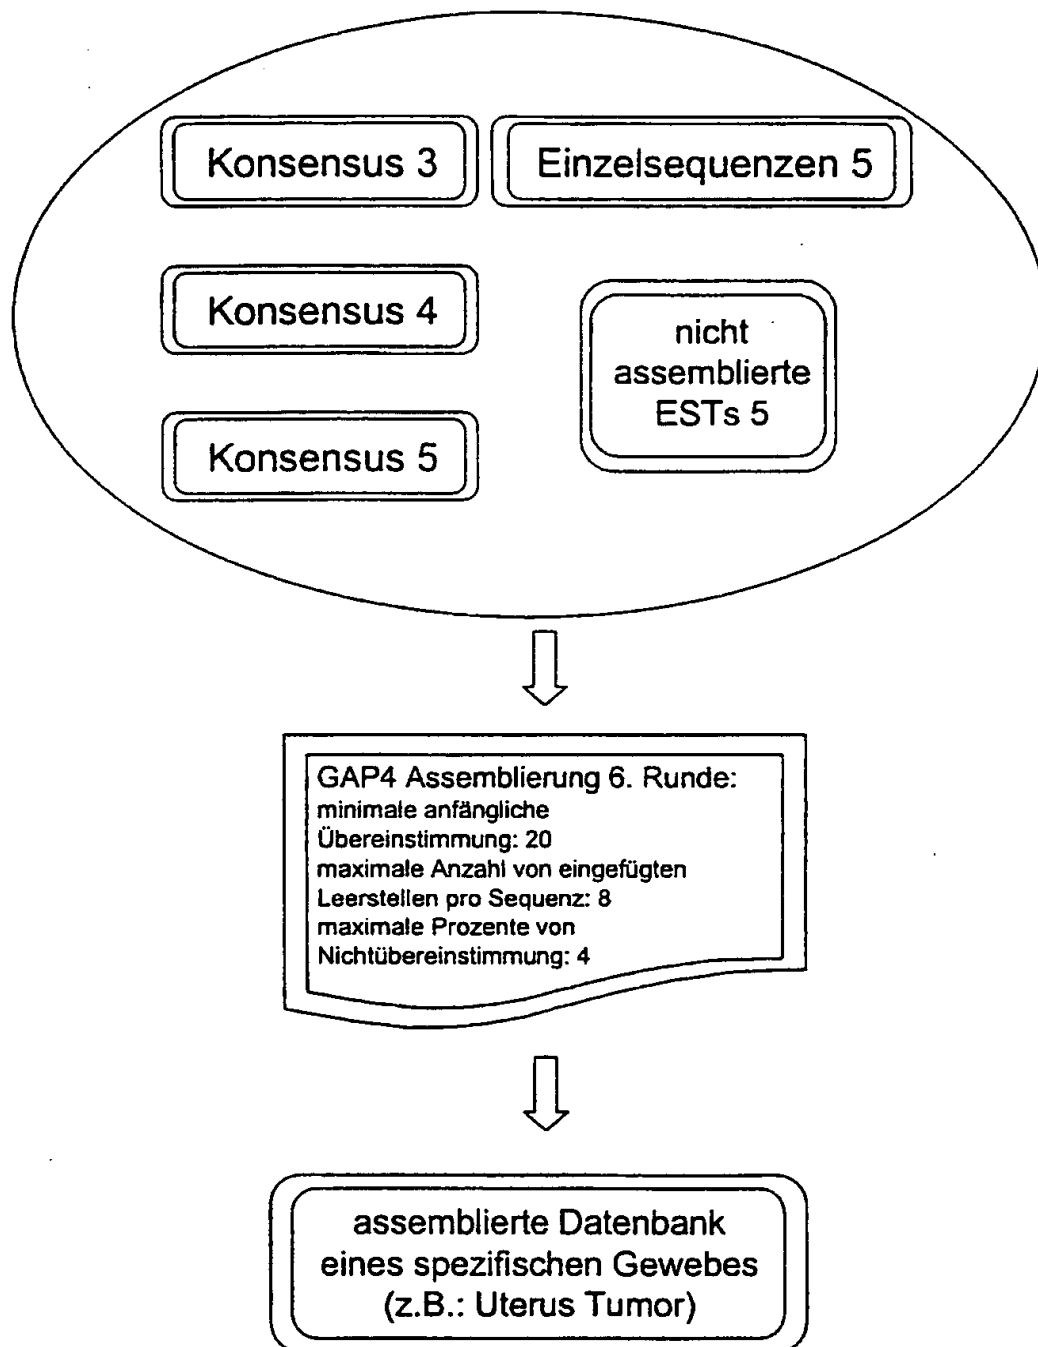 Konsensus 3
Einzelsequenzen 5
Konsensus 4
nicht
assemblierte
ESTs 5
Konsensus 5
GAP4 Assemblierung 6. Runde:
minimale anfängliche
Übereinstimmung: 20
maximale Anzahl von eingefügten
Leerstellen pro Sequenz: 8
maximale Prozente von
Nichtübereinstimmung: 4
assemblierte Datenbank
eines spezifischen Gewebes
(z.B.: Uterus Tumor)